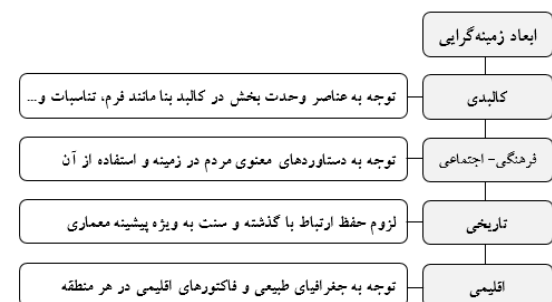 ابعاد زمینه‌گرایی
کالبدی
توجه به عناصر وحدت بخش در کالبد بنا مانند فرم، تناسبات و...
فرهنگی- اجتماعی
توجه به دستاوردهای معنوی مردم در زمینه و استفاده از آن
تاریخی
لزوم حفظ ارتباط با گذشته و سنت به ویژه پیشینه معماری
اقلیمی
توجه به جغرافیای طبیعی و فاکتورهای اقلیمی در هر منطقه